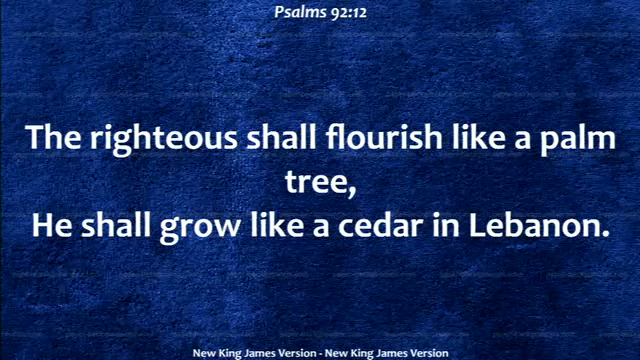 Psalms 92:12
The righteous shall flourish like a palm
tree,
He shall grow like a cedar in Lebanon.
New King James Version - New King James Version